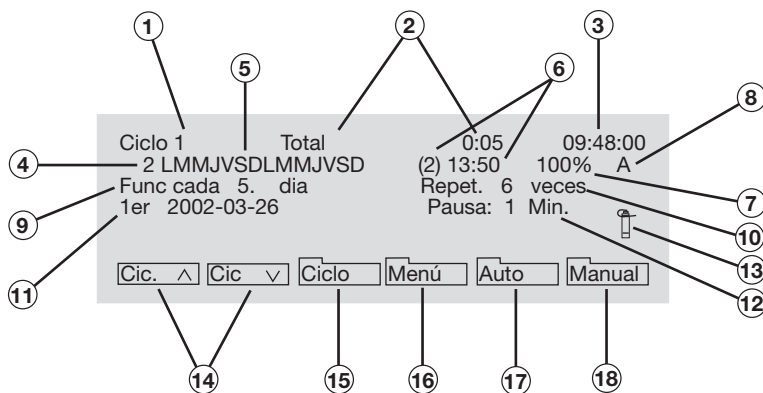 1 2 3
5 6
8
Ciclo 1 Total 0:05 09:48:00
4 2 LMMJVSDLMMJVSD (2) 13:50 100% A
Func cada 5. dia Repet. 6 veces
9 7
1er 2002-03-26 Pausa: 1 Min.
10
Cic. ∧ Cic ∨ Ciclo Menú Auto Manual
13
11 12
14 15 16 17 18